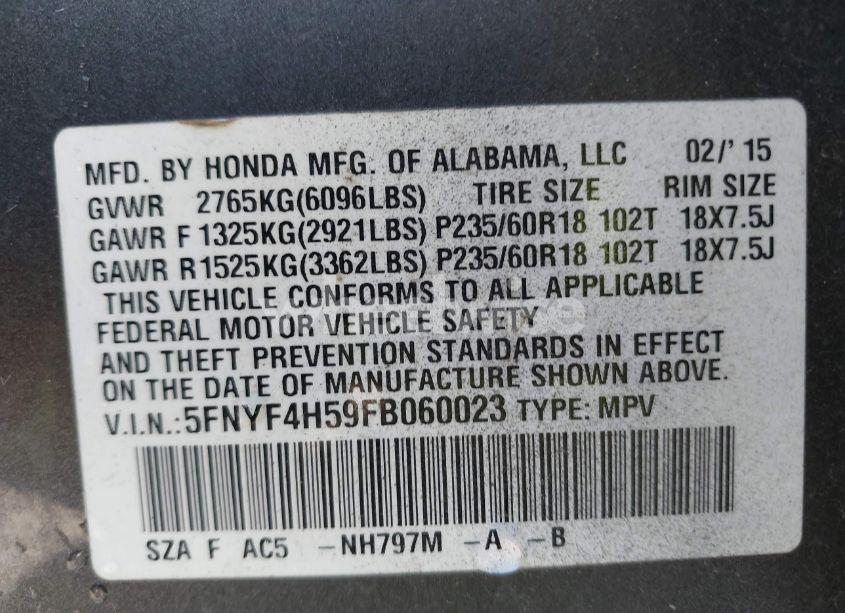 MFD. BY HONDA MFG. OF ALABAMA, LLC 02/' 15
GVWR 2765KG(6096LBS) TIRE SIZE RIM SIZE
GAWR F 1325KG(2921LBS) P235/60R18 102T 18X7.5J
GAWR R1525KG(3362LBS) P235/60R18 102T 18X7.5J
THIS VEHICLE CONFORMS TO ALL APPLICABLE
FEDERAL MOTOR VEHICLE SAFETY
AND THEFT PREVENTION STANDARDS IN EFFECT
ON THE DATE OF MANUFACTURE SHOWN ABOVE.
V.I.N.:5FNYF4H59FB060023 TYPE: MPV
SZA F AC5 -NH797M -A -B